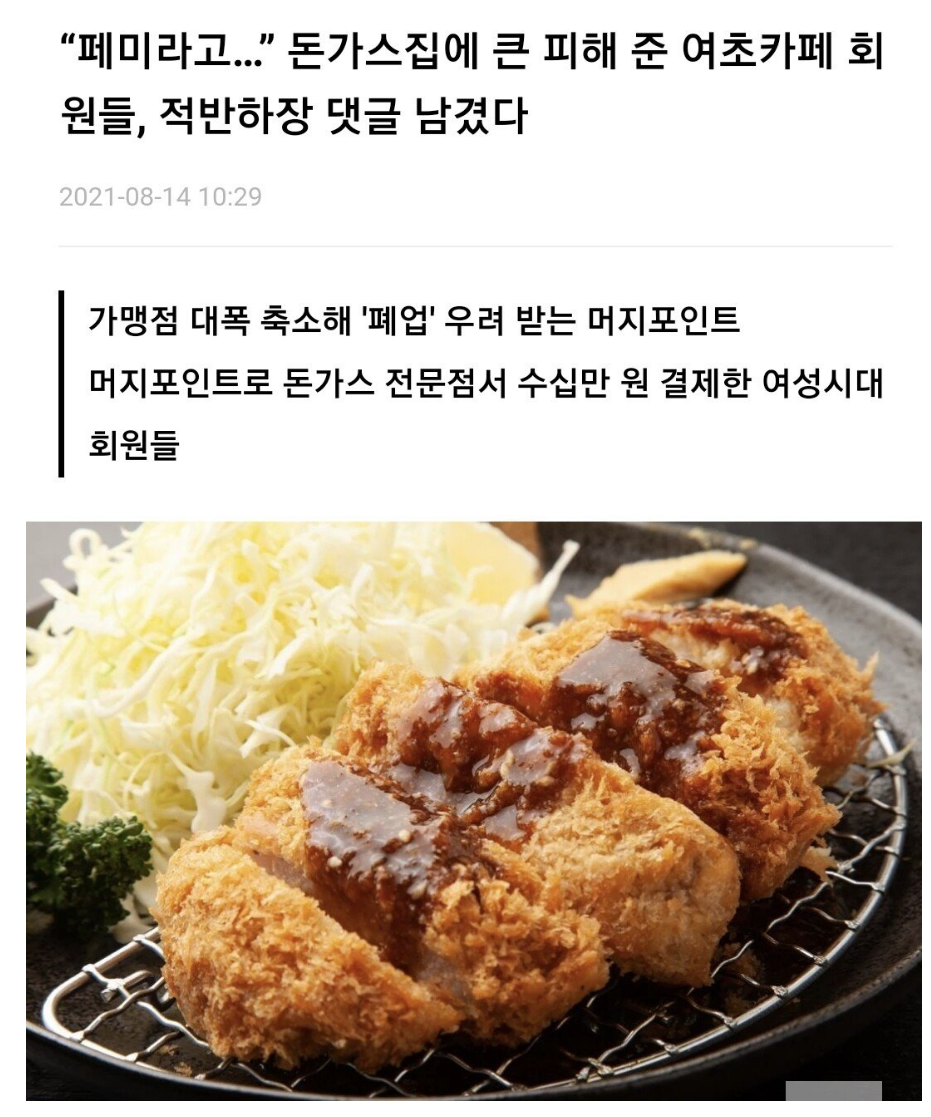 “페미라고…” 돈가스집에 큰 피해 준 여초카페 회
원들, 적반하장 댓글 남겼다
2021-08-14 10:29
가맹점 대폭 축소해 '폐업' 우려 받는 머지포인트
머지포인트로 돈가스 전문점서 수십만 원 결제한 여성시대
회원들